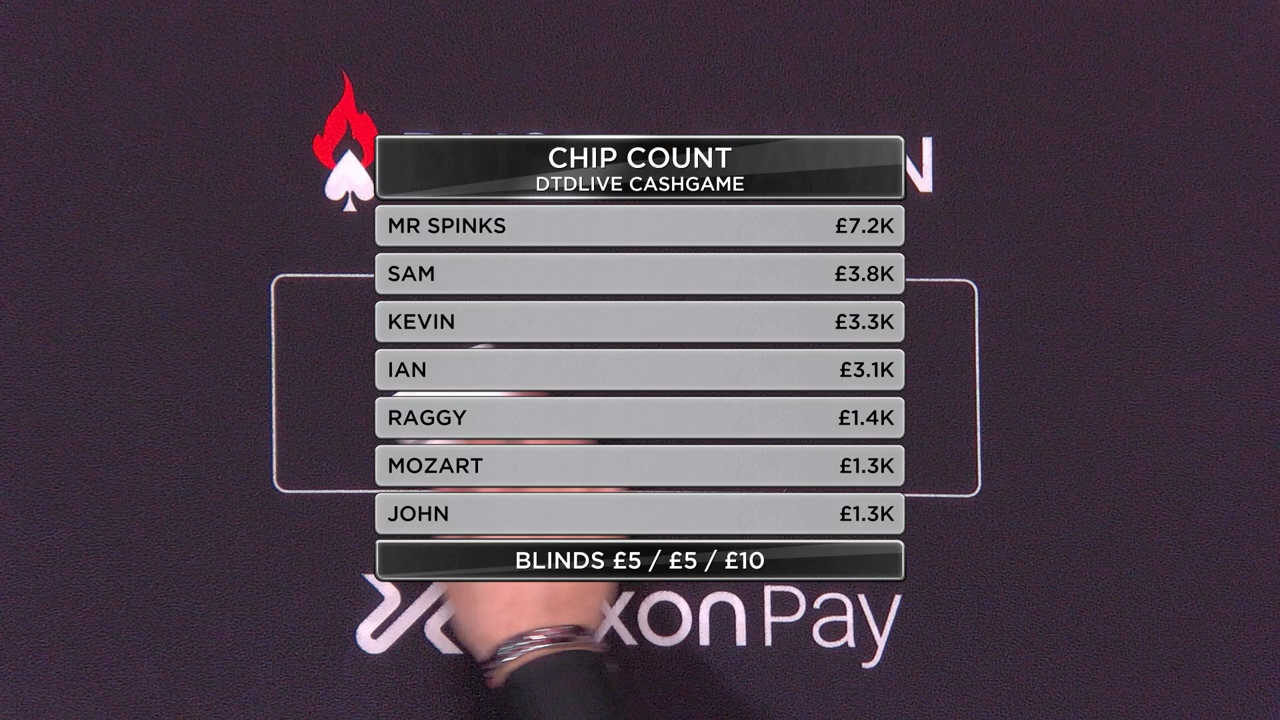 CHIP COUNT
DTDLIVE CASHGAME
MR SPINKS £7.2K
SAM £3.8K
KEVIN £3.3K
IAN £3.1K
RAGGY £1.4K
MOZART £1.3K
JOHN £1.3K
BLINDS £5 / £5 / £10
Pay